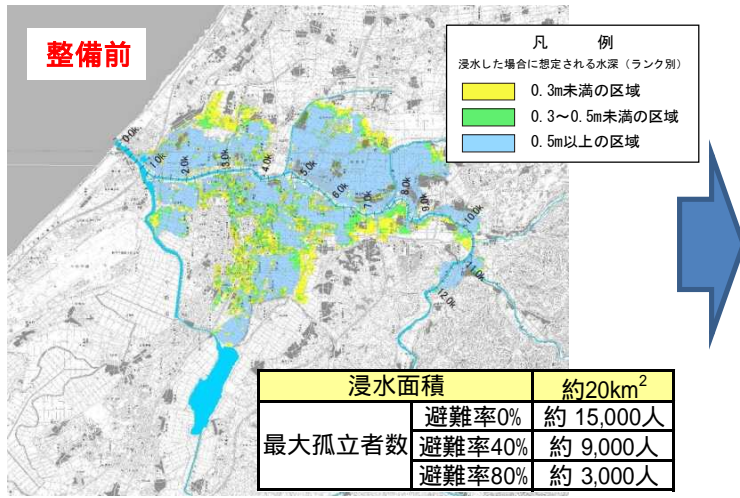 整備前
凡　例
浸水した場合に想定される水深（ランク別）
0.3m未満の区域
0.3～0.5m未満の区域
0.5m以上の区域
0.0k
1.0k
2.0k
3.0k
4.0k
5.0k
6.0k
7.0k
8.0k
9.0k
10.0k
11.0k
12.0k
浸水面積 約20km²
最大孤立者数 避難率0% 約 15,000人
避難率40% 約 9,000人
避難率80% 約 3,000人